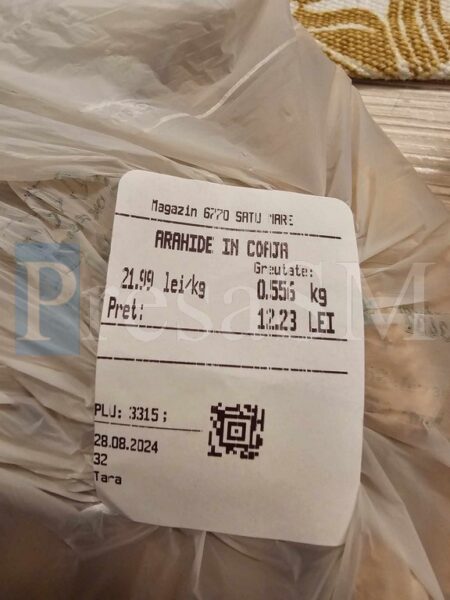 Magazin 6770 SATU MARE
ARAHIDE IN COAJA
Greutate:
21.99 lei/kg
0.556 kg
Pret:
12.23 LEI
PLU: 3315;
28.08.2024
32
Tara
PresaSM